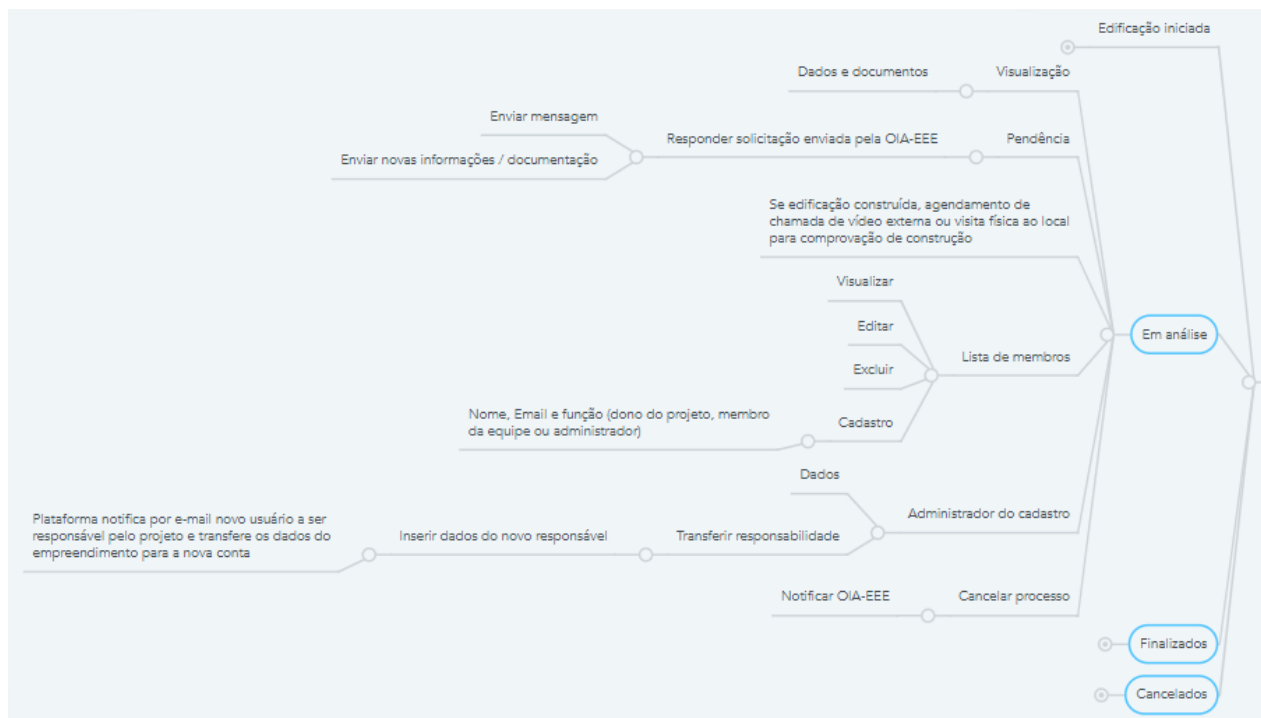 Edificação iniciada
Dados e documentos
Visualização
Enviar mensagem
Responder solicitação enviada pela OIA-EEE
Pendência
Enviar novas informações / documentação
Se edificação construída, agendamento de
chamada de vídeo externa ou visita física ao local
para comprovação de construção
Visualizar
Editar
Em análise
Lista de membros
Excluir
Nome, Email e função (dono do projeto, membro
da equipe ou administrador)
Cadastro
Dados
Administrador do cadastro
Plataforma notifica por e-mail novo usuário a ser
responsável pelo projeto e transfere os dados do
empreendimento para a nova conta
Inserir dados do novo responsável
Transferir responsabilidade
Notificar OIA-EEE
Cancelar processo
Finalizados
Cancelados